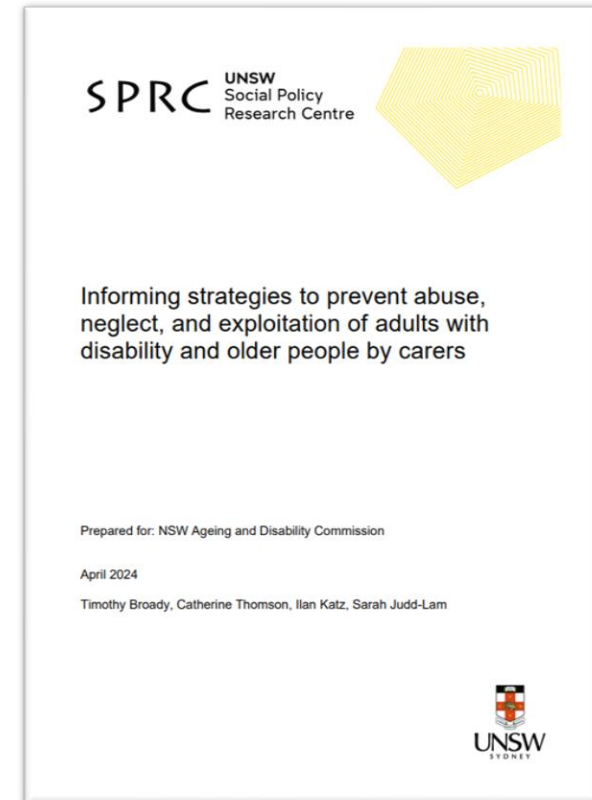 SPRC
UNSW
Social Policy
Research Centre
Informing strategies to prevent abuse,
neglect, and exploitation of adults with
disability and older people by carers
Prepared for: NSW Ageing and Disability Commission
April 2024
Timothy Broady, Catherine Thomson, Ilan Katz, Sarah Judd-Lam
UNSW
SYDNEY